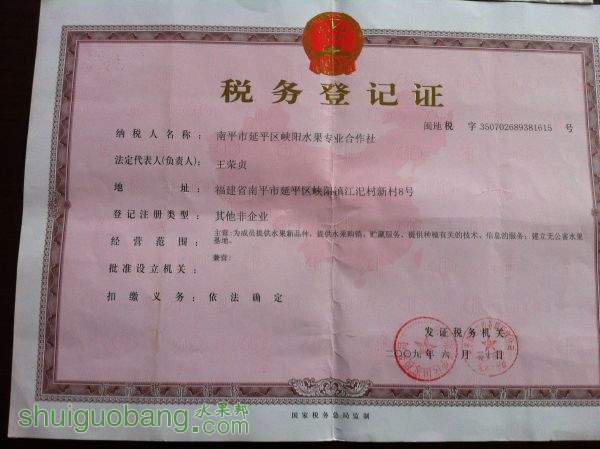 税务登记证
闽地税 字 350702689381615 号
纳税人名称： 南平市延平区峡阳水果专业合作社
法定代表人(负责人)： 王荣贞
地 址： 福建省南平市延平区峡阳镇江汜村新村8号
登记注册类型： 其他非企业
经营范围： 主营:为成员提供水果新品种，提供水果购销、贮藏服务，提供种植有关的技术、信息的服务；建立无公害水果
基地。
兼营:
批准设立机关：
扣缴义务： 依法确定
发证税务机关
二〇〇九年六月 日
国家税务总局监制
shuiguobang.com
水果邦